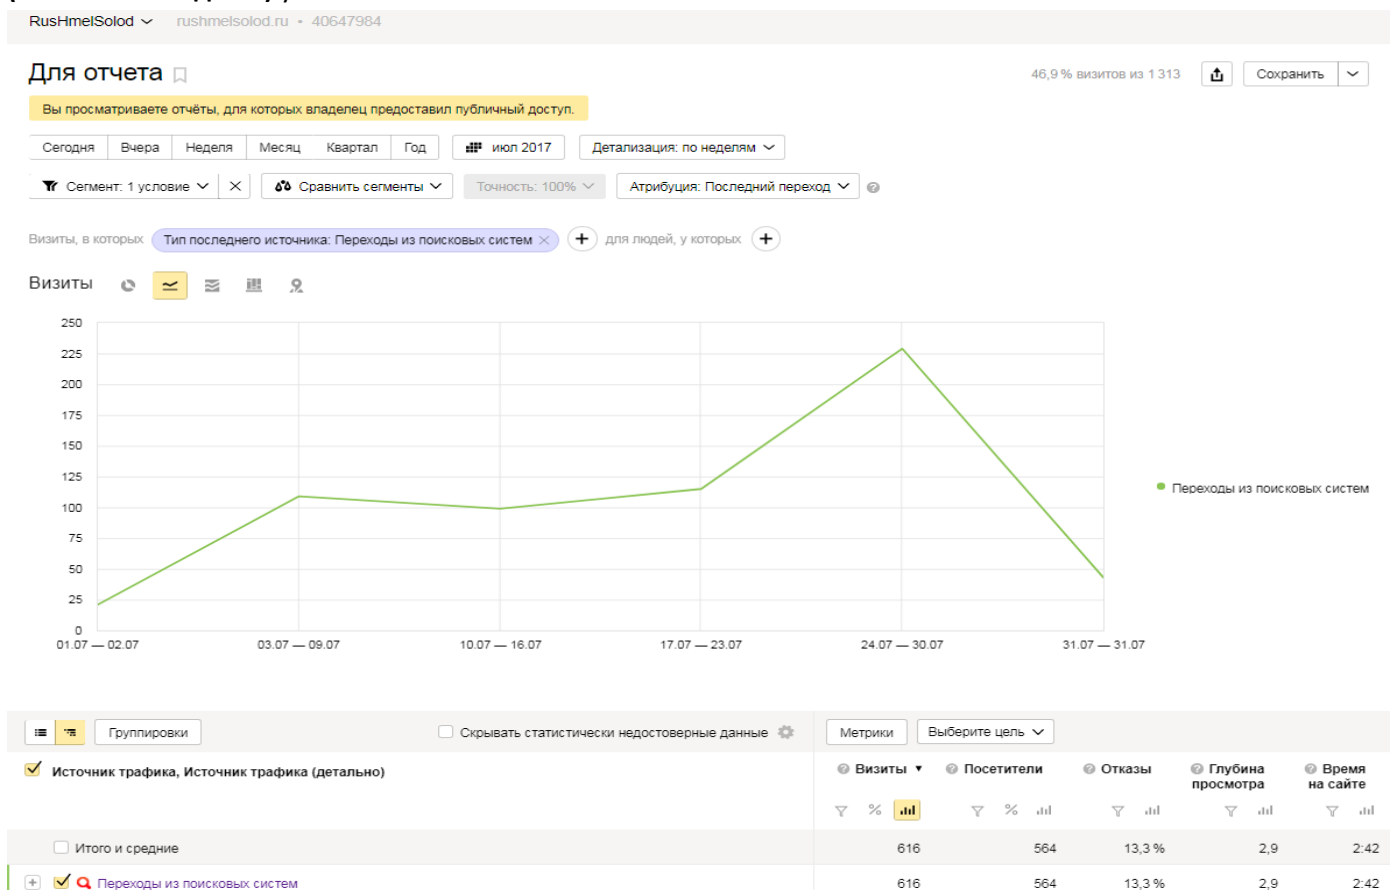 RusHmelSolod rushmelsolod.ru • 40647984
Для отчета 46,9 % визитов из 1 313 Сохранить
Вы просматриваете отчёты, для которых владелец предоставил публичный доступ.
Сегодня Вчера Неделя Месяц Квартал Год июл 2017 Детализация: по неделям
Сегмент: 1 условие Сравнить сегменты Точность: 100% Атрибуция: Последний переход
Визиты, в которых Тип последнего источника: Переходы из поисковых систем для людей, у которых
Визиты
250
225
200
175
150
125
Переходы из поисковых систем
100
75
50
25
0
01.07 — 02.07 03.07 — 09.07 10.07 — 16.07 17.07 — 23.07 24.07 — 30.07 31.07 — 31.07
Группировки Скрывать статистически недостоверные данные Метрики Выберите цель
Источник трафика, Источник трафика (детально) Визиты ▼ Посетители Отказы Глубина просмотра Время на сайте
Итого и средние 616 564 13,3 % 2,9 2:42
Переходы из поисковых систем 616 564 13,3 % 2,9 2:42